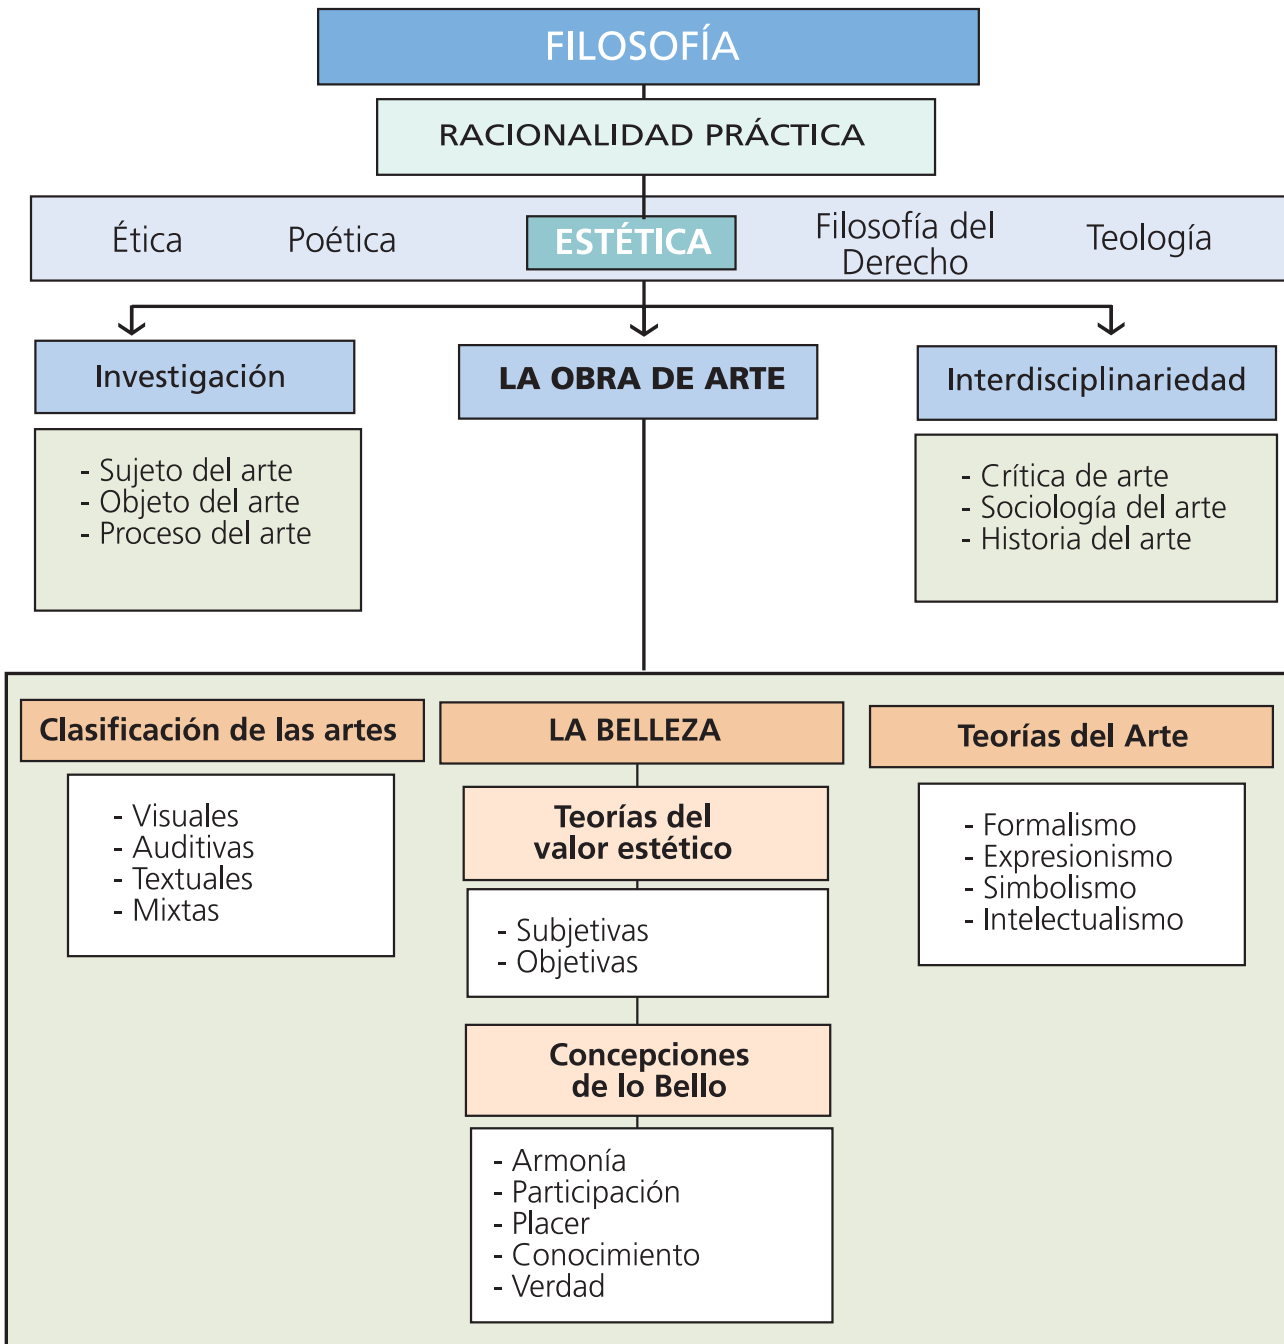 FILOSOFÍA
RACIONALIDAD PRÁCTICA
Ética
Poética
ESTÉTICA
Filosofía del
Derecho
Teología
Investigación
- Sujeto del arte
- Objeto del arte
- Proceso del arte
LA OBRA DE ARTE
Interdisciplinariedad
- Crítica de arte
- Sociología del arte
- Historia del arte
Clasificación de las artes
- Visuales
- Auditivas
- Textuales
- Mixtas
LA BELLEZA
Teorías del
valor estético
- Subjetivas
- Objetivas
Concepciones
de lo Bello
- Armonía
- Participación
- Placer
- Conocimiento
- Verdad
Teorías del Arte
- Formalismo
- Expresionismo
- Simbolismo
- Intelectualismo